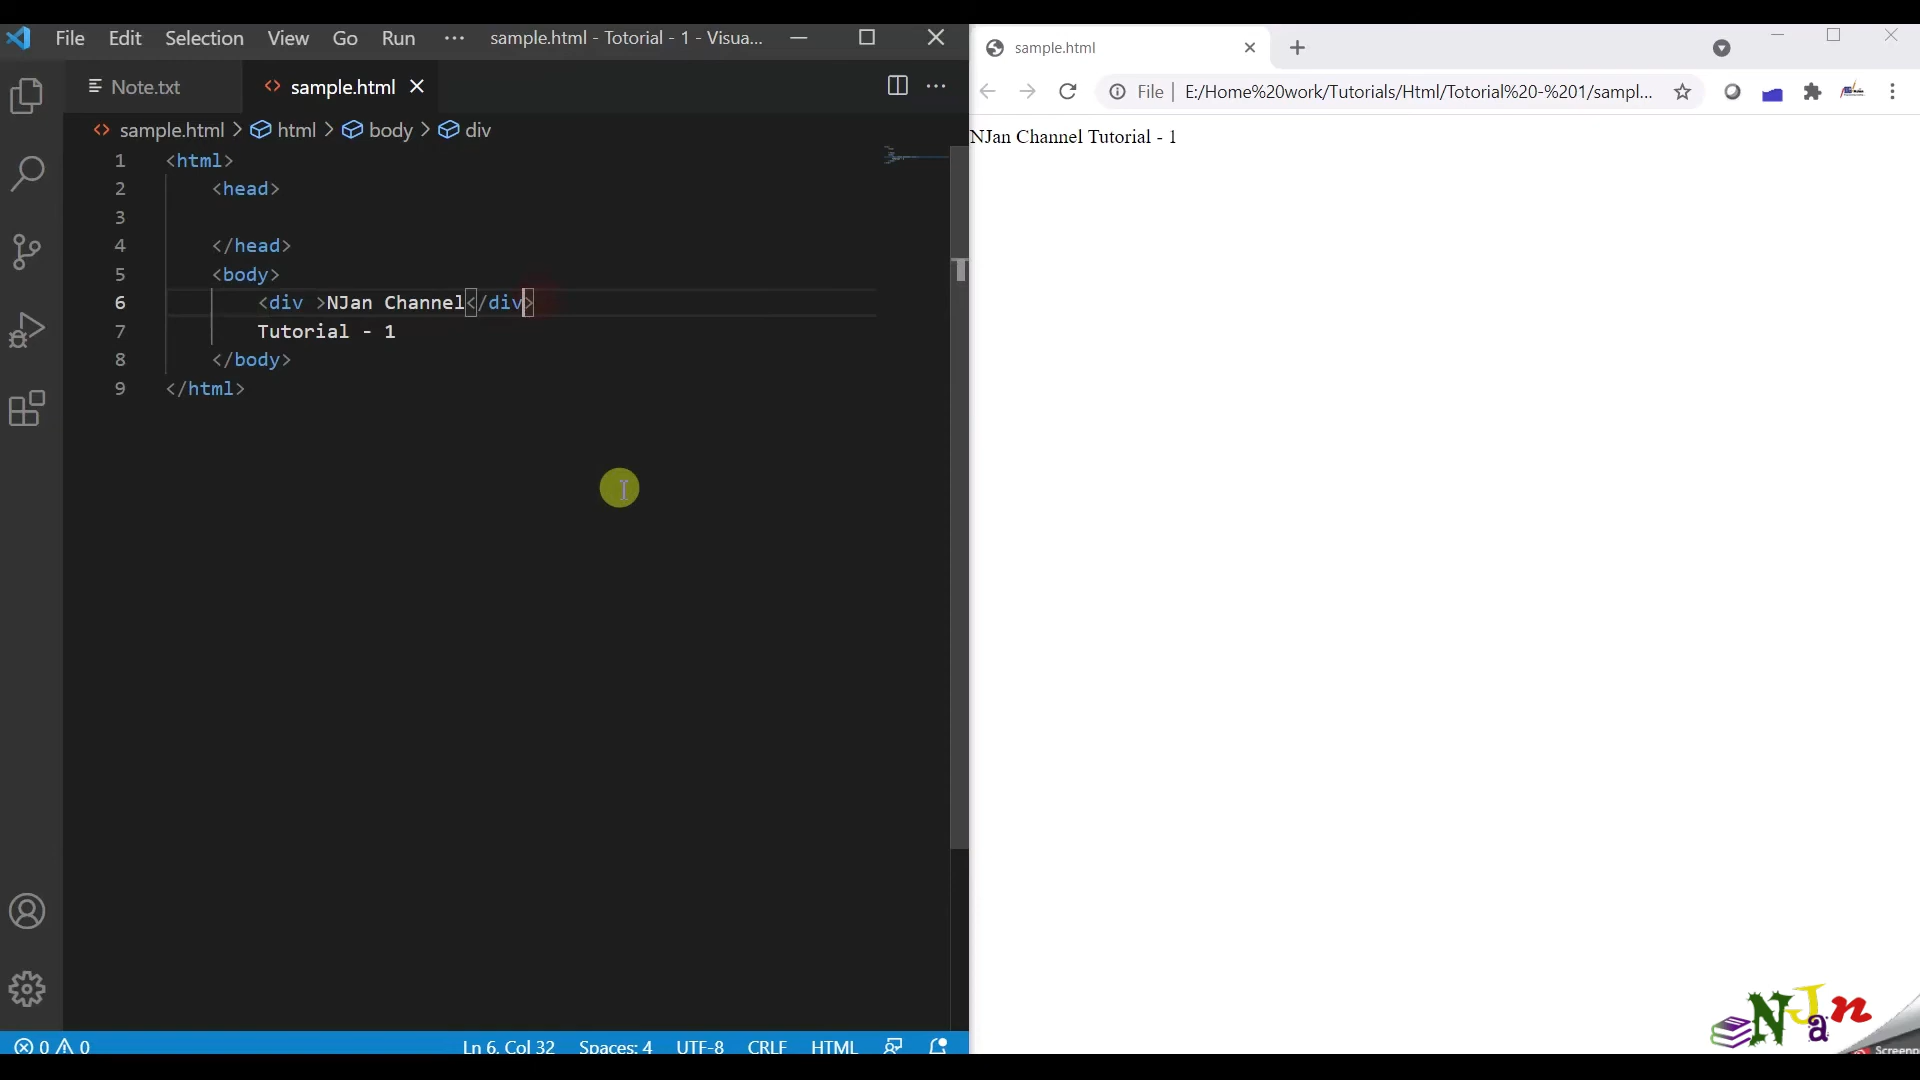 File Edit Selection View Go Run ··· sample.html - Totorial - 1 - Visua...
Note.txt sample.html
sample.html > html > body > div
1 <html>
2 <head>
3
4 </head>
5 <body>
6 <div >NJan Channel</div>
7 Tutorial - 1
8 </body>
9 </html>
0 0 Ln 6, Col 32 Spaces: 4 UTF-8 CRLF HTML
sample.html
File E:/Home%20work/Tutorials/Html/Totorial%20-%201/sampl...
NJan Channel Tutorial - 1
NJan